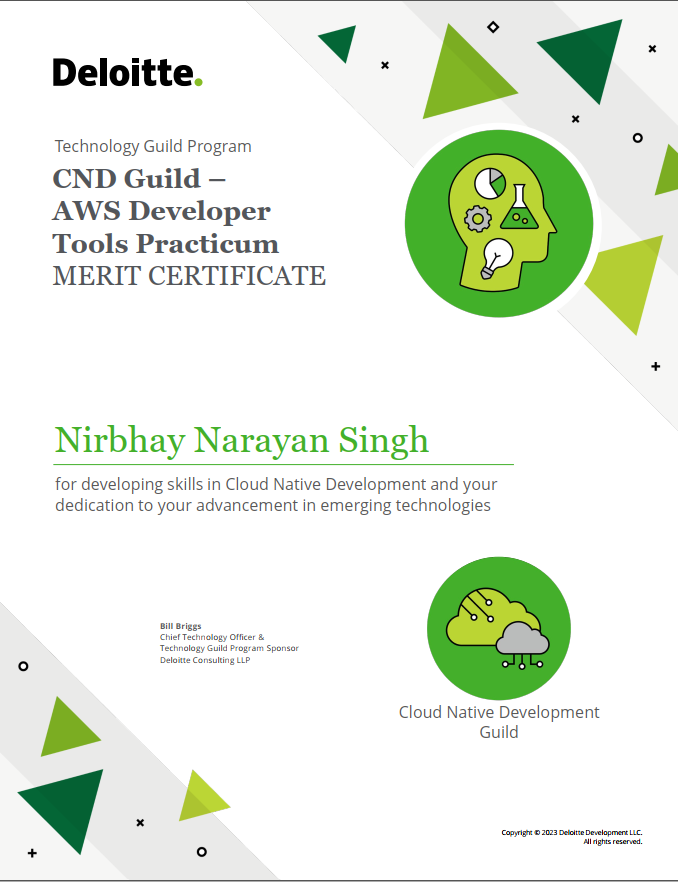 Deloitte.
Technology Guild Program
CND Guild –
AWS Developer
Tools Practicum
MERIT CERTIFICATE
Nirbhay Narayan Singh
for developing skills in Cloud Native Development and your
dedication to your advancement in emerging technologies
Bill Briggs
Chief Technology Officer &
Technology Guild Program Sponsor
Deloitte Consulting LLP
Cloud Native Development
Guild
Copyright © 2023 Deloitte Development LLC.
All rights reserved.